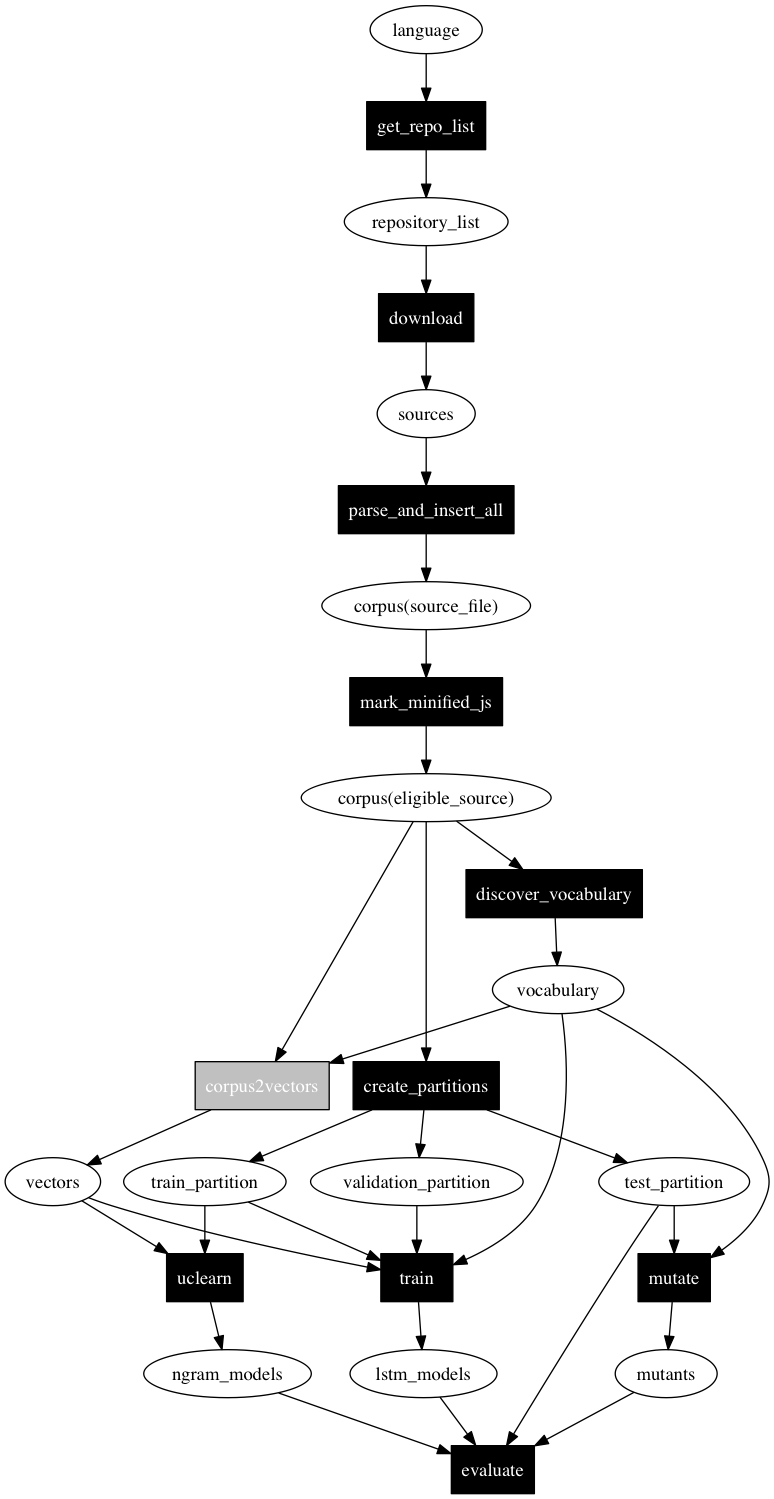 language
get_repo_list
repository_list
download
sources
parse_and_insert_all
corpus(source_file)
mark_minified_js
corpus(eligible_source)
discover_vocabulary
vocabulary
corpus2vectors
create_partitions
vectors
train_partition
validation_partition
test_partition
uclearn
train
mutate
ngram_models
lstm_models
mutants
evaluate